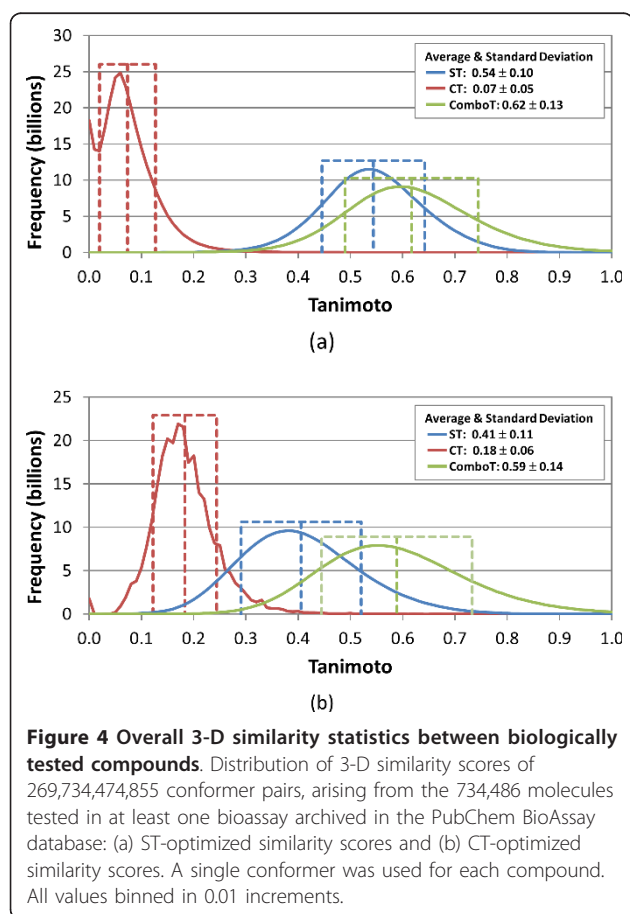 30
25
20
15
10
5
0
Frequency (billions)
Average & Standard Deviation
ST: 0.54 ± 0.10
CT: 0.07 ± 0.05
ComboT: 0.62 ± 0.13
0.0 0.1 0.2 0.3 0.4 0.5 0.6 0.7 0.8 0.9 1.0
Tanimoto
(a)
25
20
15
10
5
0
Frequency (billions)
Average & Standard Deviation
ST: 0.41 ± 0.11
CT: 0.18 ± 0.06
ComboT: 0.59 ± 0.14
0.0 0.1 0.2 0.3 0.4 0.5 0.6 0.7 0.8 0.9 1.0
Tanimoto
(b)
Figure 4 Overall 3-D similarity statistics between biologically
tested compounds. Distribution of 3-D similarity scores of
269,734,474,855 conformer pairs, arising from the 734,486 molecules
tested in at least one bioassay archived in the PubChem BioAssay
database: (a) ST-optimized similarity scores and (b) CT-optimized
similarity scores. A single conformer was used for each compound.
All values binned in 0.01 increments.